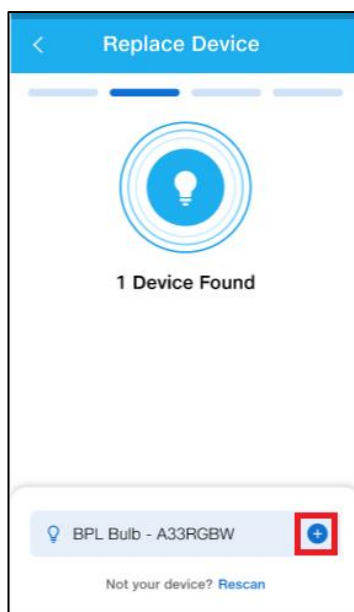 Replace Device
1 Device Found
BPL Bulb - A33RGBW
Not your device? Rescan